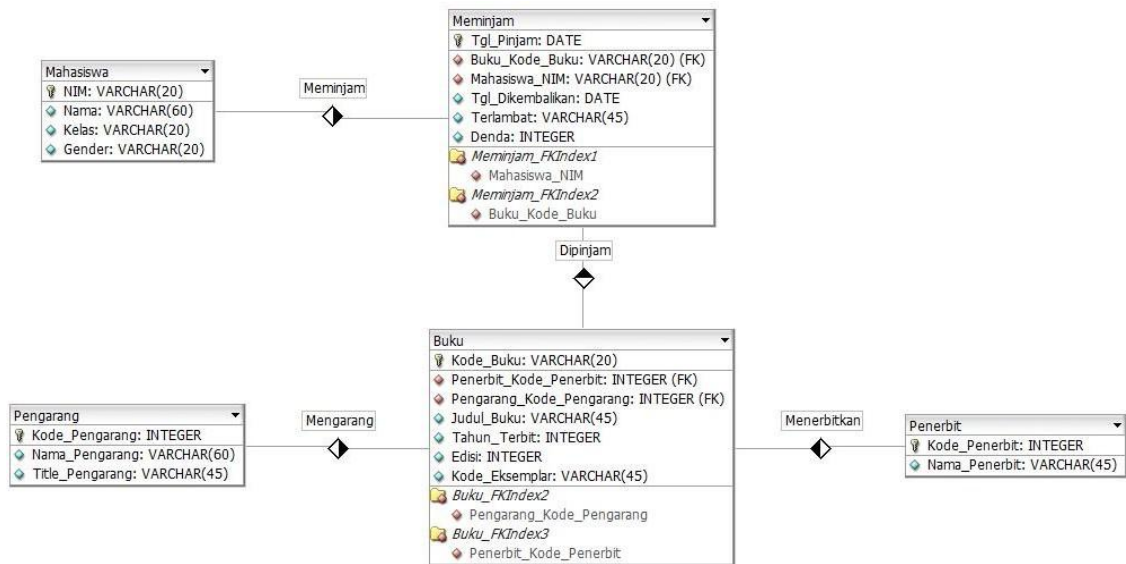 Meminjam
Tgl_Pinjam: DATE
Buku_Kode_Buku: VARCHAR(20) (FK)
Mahasiswa_NIM: VARCHAR(20) (FK)
Tgl_Dikembalikan: DATE
Terlambat: VARCHAR(45)
Denda: INTEGER
Meminjam_FKIndex1
Mahasiswa_NIM
Meminjam_FKIndex2
Buku_Kode_Buku
Mahasiswa
NIM: VARCHAR(20)
Nama: VARCHAR(60)
Kelas: VARCHAR(20)
Gender: VARCHAR(20)
Meminjam
Dipinjam
Buku
Kode_Buku: VARCHAR(20)
Penerbit_Kode_Penerbit: INTEGER (FK)
Pengarang_Kode_Pengarang: INTEGER (FK)
Judul_Buku: VARCHAR(45)
Tahun_Terbit: INTEGER
Edisi: INTEGER
Kode_Eksemplar: VARCHAR(45)
Buku_FKIndex2
Pengarang_Kode_Pengarang
Buku_FKIndex3
Penerbit_Kode_Penerbit
Pengarang
Kode_Pengarang: INTEGER
Nama_Pengarang: VARCHAR(60)
Title_Pengarang: VARCHAR(45)
Mengarang
Menerbitkan
Penerbit
Kode_Penerbit: INTEGER
Nama_Penerbit: VARCHAR(45)